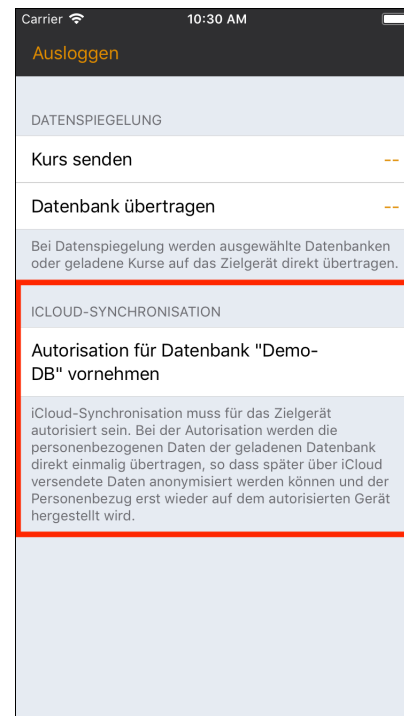 Carrier 10:30 AM
Ausloggen
DATENSPIEGELUNG
Kurs senden --
Datenbank übertragen --
Bei Datenspiegelung werden ausgewählte Datenbanken
oder geladene Kurse auf das Zielgerät direkt übertragen.
ICLOUD-SYNCHRONISATION
Autorisation für Datenbank "Demo-
DB" vornehmen
iCloud-Synchronisation muss für das Zielgerät
autorisiert sein. Bei der Autorisation werden die
personenbezogenen Daten der geladenen Datenbank
direkt einmalig übertragen, so dass später über iCloud
versendete Daten anonymisiert werden können und der
Personenbezug erst wieder auf dem autorisierten Gerät
hergestellt wird.